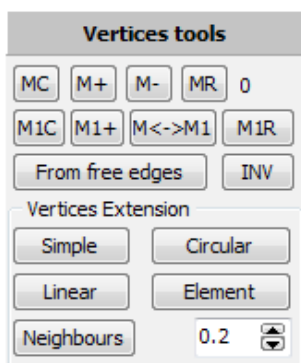 Vertices tools
MC M+ M- MR 0
M1C M1+ M<->M1 M1R
From free edges INV
Vertices Extension
Simple Circular
Linear Element
Neighbours 0.2